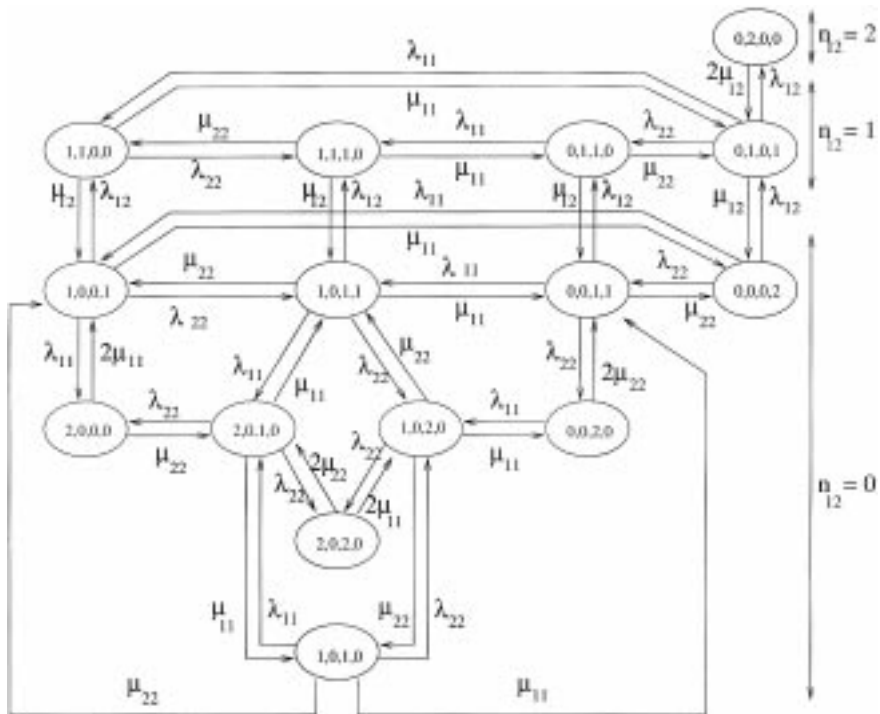 0,2,0,0
η₁₂ = 2
λ₁₁
2μ₁₂ λ₁₂
μ₁₁
μ₂₂ λ₁₁ λ₂₂
η₁₂ = 1
1,1,0,0 1,1,1,0 0,1,1,0 0,1,0,1
λ₂₂ μ₁₁ μ₂₂
μ₁₂ λ₁₂ μ₁₂ λ₁₂ λ₁₁ μ₁₂ λ₁₂ μ₁₂ λ₁₂
μ₁₁
μ₂₂ λ₁₁ λ₂₂
1,0,0,1 1,0,1,1 0,0,1,1 0,0,0,2
λ₂₂ μ₁₁ μ₂₂
λ₁₁ 2μ₁₁ λ₁₁ μ₁₁ λ₂₂ μ₂₂ λ₂₂ 2μ₂₂
λ₂₂ λ₁₁
2,0,0,0 2,0,1,0 1,0,2,0 0,0,2,0
μ₂₂ μ₁₁
λ₂₂ 2μ₂₂ λ₂₂ 2μ₁₁
η₁₂ = 0
2,0,2,0
μ₁₁ λ₁₁ μ₂₂ λ₂₂
1,0,1,0
μ₂₂ μ₁₁